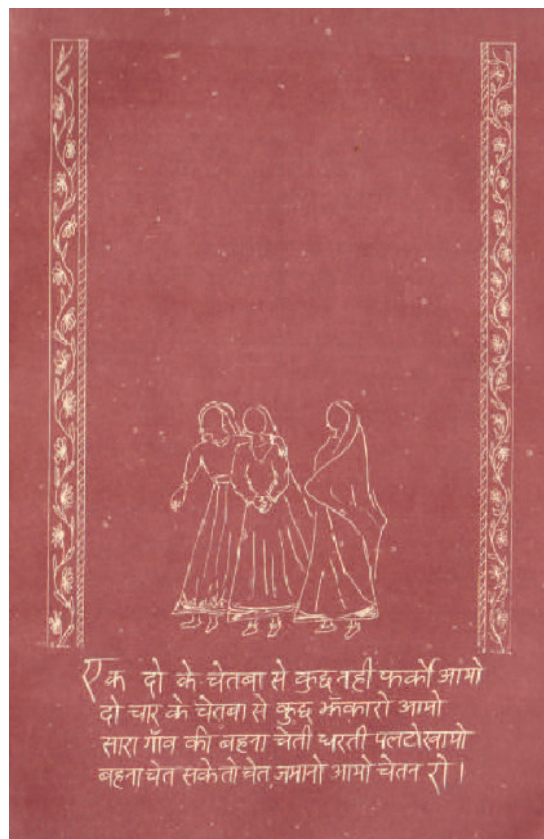 एक दो के चेतबा से कुछ नही फर्को आमो
दो चार के चेतबा से कुछ झंकारो आमो
सारा गाँव की बहना चेती धरती पलटो खामो
बहना चेत सके तो चेत, जमानो आमो चेतन रो।